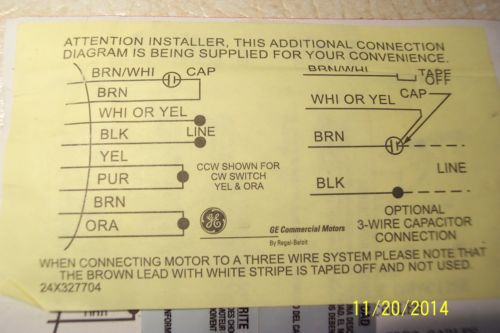 ATTENTION INSTALLER, THIS ADDITIONAL CONNECTION
DIAGRAM IS BEING SUPPLIED FOR YOUR CONVENIENCE.
BRN/WHI
CAP
BRN
WHI OR YEL
LINE
BLK
YEL
PUR
BRN
ORA
CCW SHOWN FOR
CW SWITCH
YEL & ORA
BRN/WHI
TAPE
OFF
CAP
WHI OR YEL
BRN
LINE
BLK
OPTIONAL
3-WIRE CAPACITOR
CONNECTION
GE
GE Commercial Motors
By Regal-Beloit
WHEN CONNECTING MOTOR TO A THREE WIRE SYSTEM PLEASE NOTE THAT
THE BROWN LEAD WITH WHITE STRIPE IS TAPED OFF AND NOT USED.
24X327704
11/20/2014